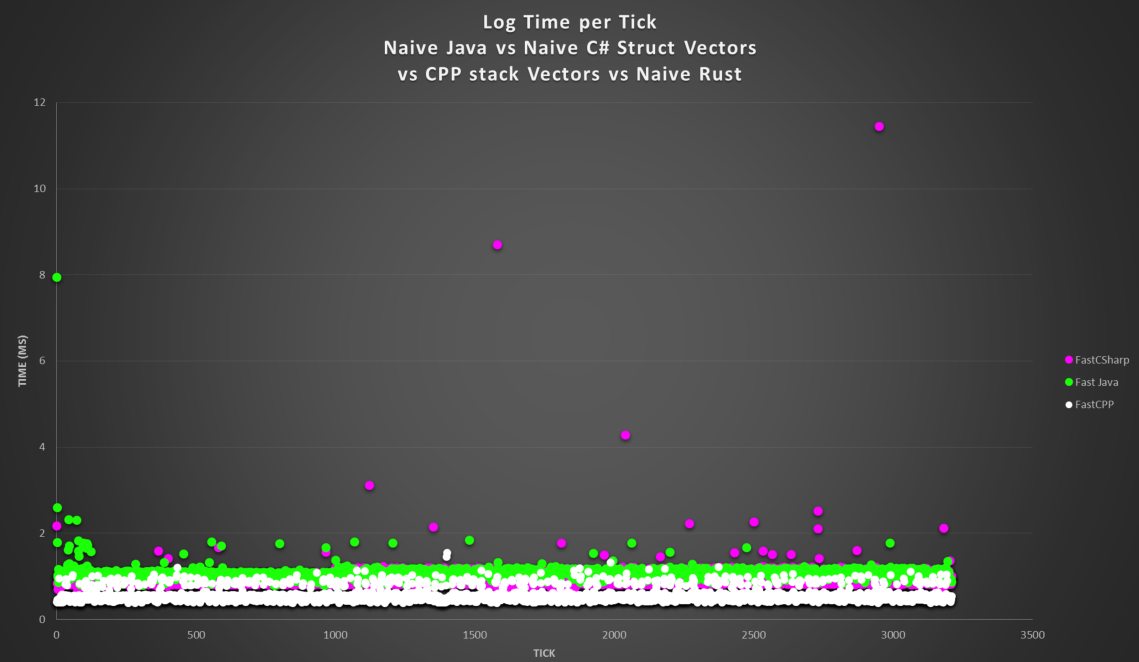 Log Time per Tick
Naive Java vs Naive C# Struct Vectors
vs CPP stack Vectors vs Naive Rust
12
10
8
6
4
2
0
TIME (MS)
0 500 1000 1500 2000 2500 3000 3500
TICK
FastCSharp
Fast Java
FastCPP